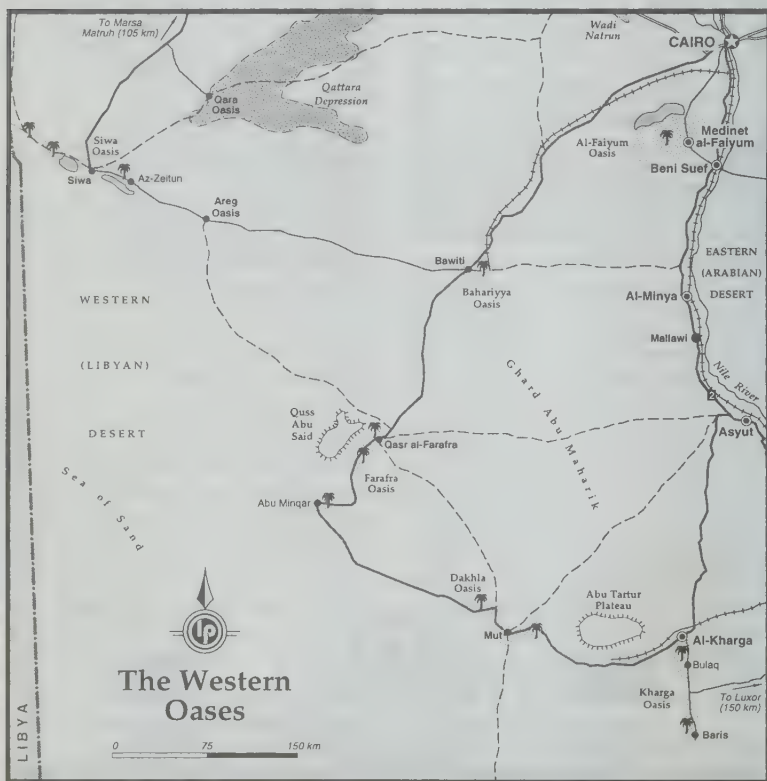 To Marsa
Matruh (105 km)
Wadi
Natrun
CAIRO
Qattara
Depression
Qara
Oasis
Siwa
Oasis
Siwa
Az-Zeitun
Al-Faiyum
Oasis
Medinet
al-Faiyum
Beni Suef
Areg
Oasis
Bawiti
Bahariyya
Oasis
EASTERN
(ARABIAN)
DESERT
Al-Minya
Mallawi
Nile River
2
Asyut
WESTERN
(LIBYAN)
DESERT
Sea of Sand
Ghard Abu Maharik
Quss
Abu
Said
Qasr al-Farafra
Farafra
Oasis
Abu Minqar
Dakhla
Oasis
Mut
Abu Tartur
Plateau
Al-Kharga
Bulaq
Kharga
Oasis
To Luxor
(150 km)
Baris
lp
The Western
Oases
0 75 150 km
LIBYA